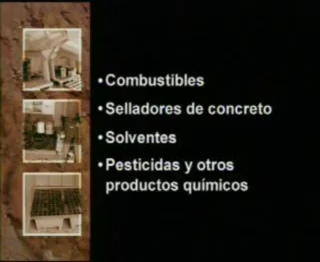 •Combustibles
•Selladores de concreto
•Solventes
•Pesticidas y otros
productos químicos